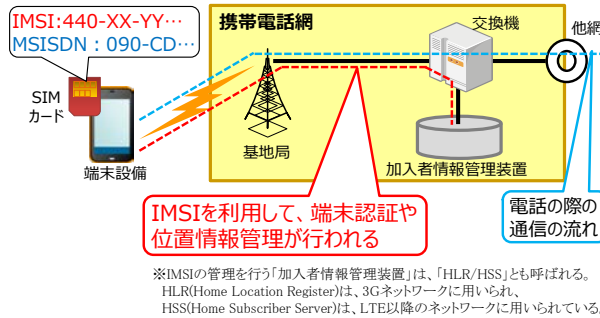 IMSI:440-XX-YY…
MSISDN：090-CD…
携帯電話網
交換機
他網
SIM
カード
端末設備
基地局
加入者情報管理装置
IMSIを利用して、端末認証や
位置情報管理が行われる
電話の際の
通信の流れ
※IMSIの管理を行う「加入者情報管理装置」は、「HLR/HSS」とも呼ばれる。
HLR(Home Location Register)は、3Gネットワークに用いられ、
HSS(Home Subscriber Server)は、LTE以降のネットワークに用いられている。